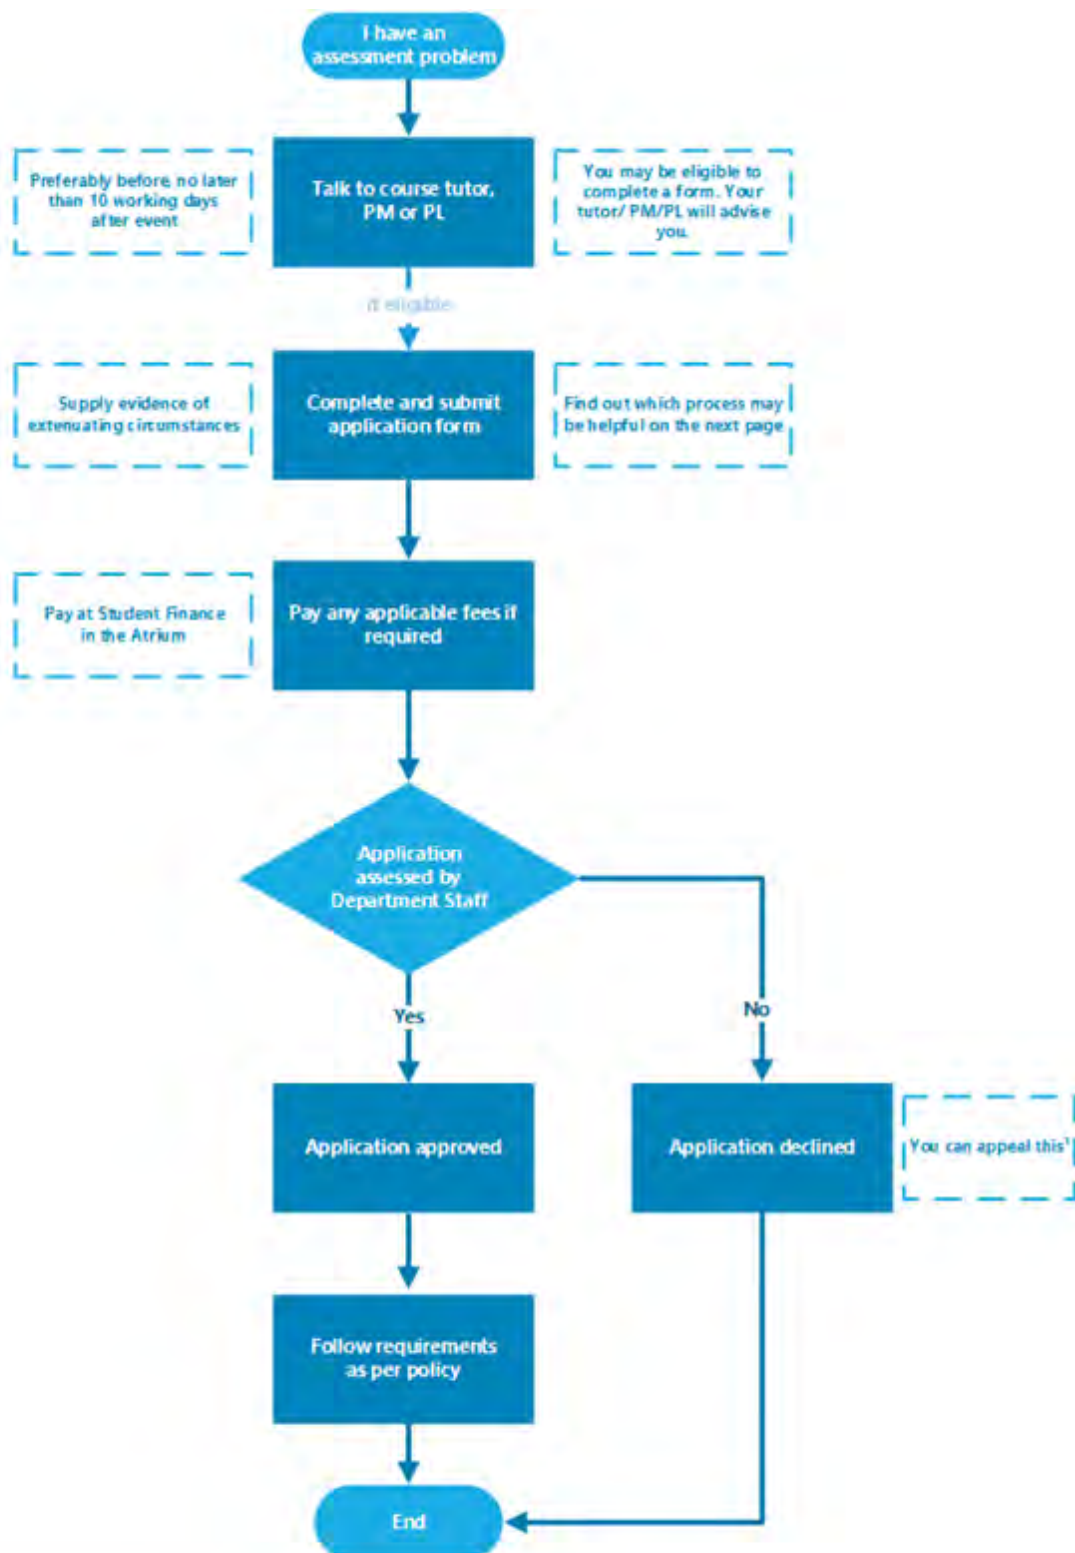 I have an
assessment problem
Preferably before, no later
than 10 working days
after event
Talk to course tutor,
PM or PL
You may be eligible to
complete a form. Your
tutor/ PM/PL will advise
you.
if eligible
Supply evidence of
extenuating circumstances
Complete and submit
application form
Find out which process may
be helpful on the next page
Pay at Student Finance
in the Atrium
Pay any applicable fees if
required
Application
assessed by
Department Staff
Yes
No
Application approved
Application declined
You can appeal this¹
Follow requirements
as per policy
End